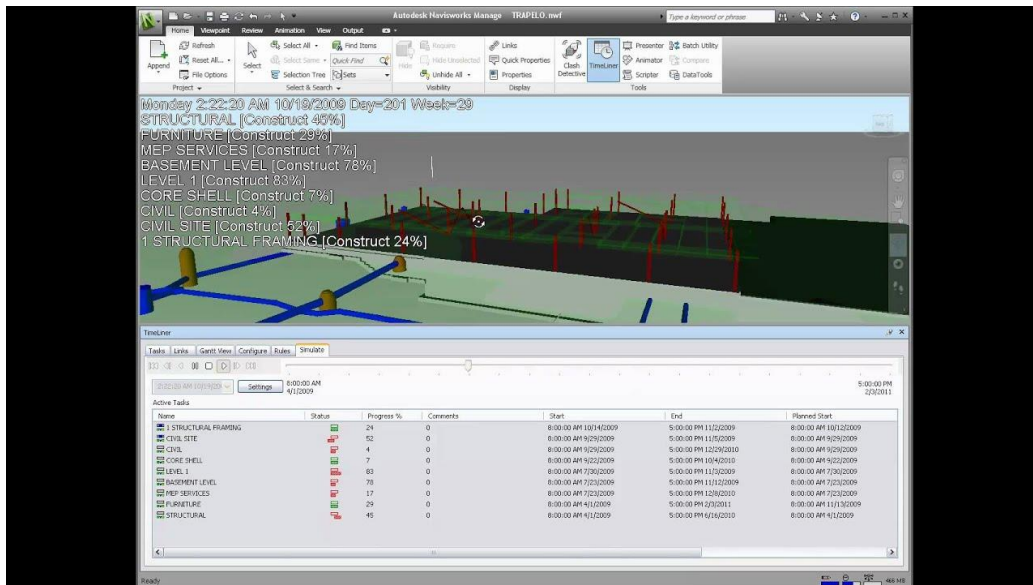 Autodesk Navisworks Manage TRAPELO.nwf
Type a keyword or phrase
Home Viewpoint Review Animation View Output
Append
Refresh
Reset All...
File Options
Project
Select
Select All
Select Same
Selection Tree
Find Items
Quick Find
Sets
Select & Search
Hide
Require
Hide Unselected
Unhide All
Visibility
Links
Quick Properties
Properties
Display
Clash Detective
TimeLiner
Presenter
Animator
Scripter
Batch Utility
Compare
DataTools
Tools
Monday 2:22:20 AM 10/19/2009 Day=201 Week=29
STRUCTURAL [Construct 45%]
FURNITURE [Construct 29%]
MEP SERVICES [Construct 17%]
BASEMENT LEVEL [Construct 78%]
LEVEL 1 [Construct 83%]
CORE SHELL [Construct 7%]
CIVIL [Construct 4%]
CIVIL SITE [Construct 52%]
1 STRUCTURAL FRAMING [Construct 24%]
TimeLiner
Tasks Links Gantt View Configure Rules Simulate
2:22:20 AM 10/19/200
Settings
8:00:00 AM
4/1/2009
5:00:00 PM
2/3/2011
Active Tasks
Name Status Progress % Comments Start End Planned Start
1 STRUCTURAL FRAMING 24 0 8:00:00 AM 10/14/2009 5:00:00 PM 11/2/2009 8:00:00 AM 10/12/2009
CIVIL SITE 52 0 8:00:00 AM 9/29/2009 5:00:00 PM 11/5/2009 8:00:00 AM 9/29/2009
CIVIL 4 0 8:00:00 AM 9/29/2009 5:00:00 PM 12/29/2010 8:00:00 AM 9/29/2009
CORE SHELL 7 0 8:00:00 AM 9/22/2009 5:00:00 PM 10/4/2010 8:00:00 AM 9/22/2009
LEVEL 1 83 0 8:00:00 AM 7/30/2009 5:00:00 PM 11/3/2009 8:00:00 AM 7/30/2009
BASEMENT LEVEL 78 0 8:00:00 AM 7/23/2009 5:00:00 PM 11/12/2009 8:00:00 AM 7/23/2009
MEP SERVICES 17 0 8:00:00 AM 7/23/2009 5:00:00 PM 12/8/2010 8:00:00 AM 7/23/2009
FURNITURE 29 0 8:00:00 AM 4/1/2009 5:00:00 PM 2/3/2011 8:00:00 AM 11/13/2009
STRUCTURAL 45 0 8:00:00 AM 4/1/2009 5:00:00 PM 6/16/2010 8:00:00 AM 4/1/2009
Ready
466 MB